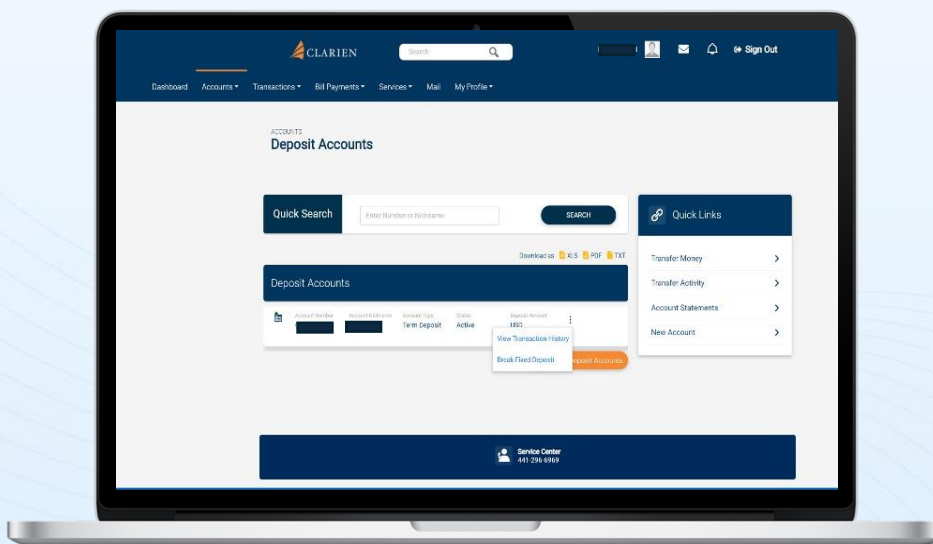 CLARIEN
Search
Sign Out
Dashboard Accounts Transactions Bill Payments Services Mail My Profile
ACCOUNTS
Deposit Accounts
Quick Search
Enter Number or Nickname
SEARCH
Quick Links
Download as XLS PDF TXT
Transfer Money
Transfer Activity
Account Statements
New Account
Deposit Accounts
Account Number Account Nickname Account Type Status Deposit Amount
Term Deposit Active USD
View Transaction History
Break Fixed Deposit
Deposit Accounts
Service Center
441-296-6969